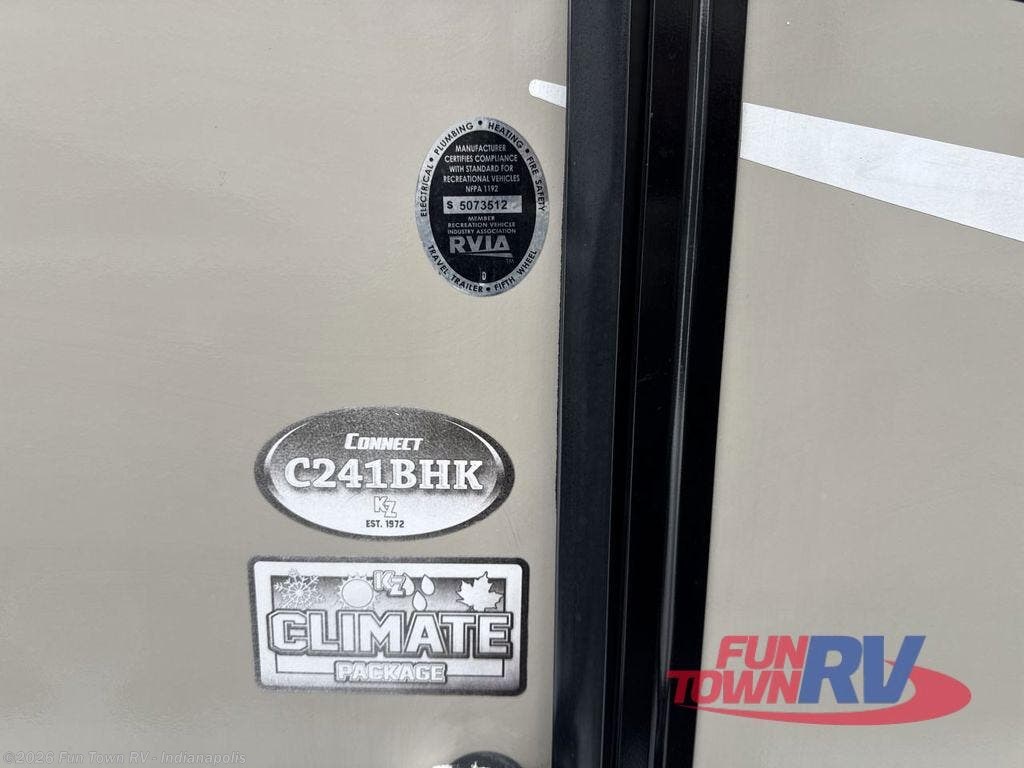 ELECTRICAL • PLUMBING • HEATING • FIRE SAFETY
MANUFACTURER
CERTIFIES COMPLIANCE
WITH STANDARD FOR
RECREATIONAL VEHICLES
NFPA 1192
S 5073512
MEMBER
RECREATION VEHICLE
INDUSTRY ASSOCIATION
RVIA
TM
D
TRAVEL TRAILER • FIFTH WHEEL
CONNECT
C241BHK
KZ
EST. 1972
KZ
CLIMATE
PACKAGE
FUN
TOWN RV
©2026 Fun Town RV - Indianapolis